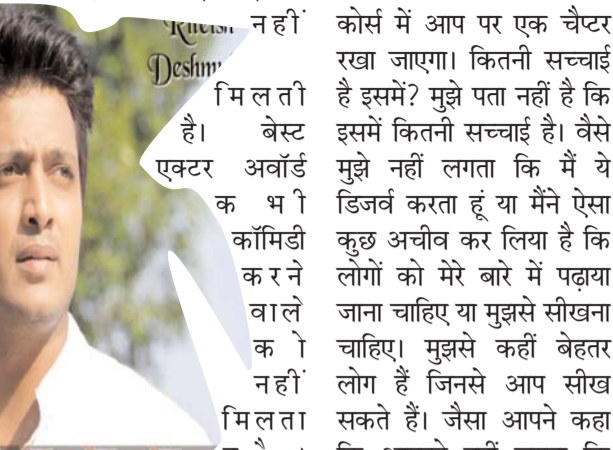 Riteish
Deshmu
नहीं
मिलती
है। बेस्ट
एक्टर अवॉर्ड
कभी
कॉमिडी
करने
वाले
को
नहीं
मिलता
कोर्स में आप पर एक चैप्टर
रखा जाएगा। कितनी सच्चाई
है इसमें? मुझे पता नहीं है कि
इसमें कितनी सच्चाई है। वैसे
मुझे नहीं लगता कि मैं ये
डिजर्व करता हूं या मैंने ऐसा
कुछ अचीव कर लिया है कि
लोगों को मेरे बारे में पढ़ाया
जाना चाहिए या मुझसे सीखना
चाहिए। मुझसे कहीं बेहतर
लोग हैं जिनसे आप सीख
सकते हैं। जैसा आपने कहा